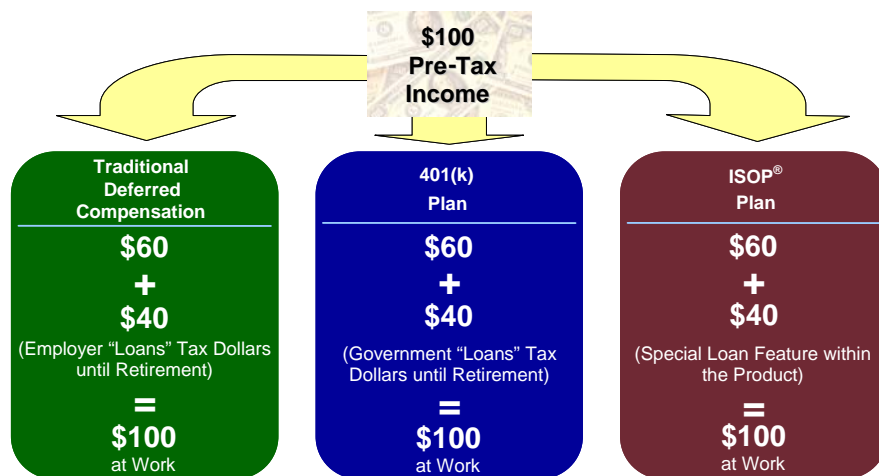 $100
Pre-Tax
Income
Traditional
Deferred
Compensation
$60
+
$40
(Employer “Loans” Tax Dollars
until Retirement)
=
$100
at Work
401(k)
Plan
$60
+
$40
(Government “Loans” Tax
Dollars until Retirement)
=
$100
at Work
ISOP®
Plan
$60
+
$40
(Special Loan Feature within
the Product)
=
$100
at Work